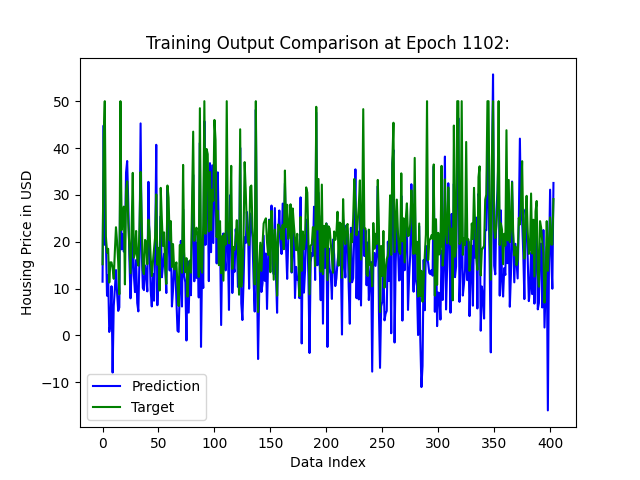 Training Output Comparison at Epoch 1102:
50
40
30
20
10
0
−10
Housing Price in USD
Prediction
Target
0 50 100 150 200 250 300 350 400
Data Index